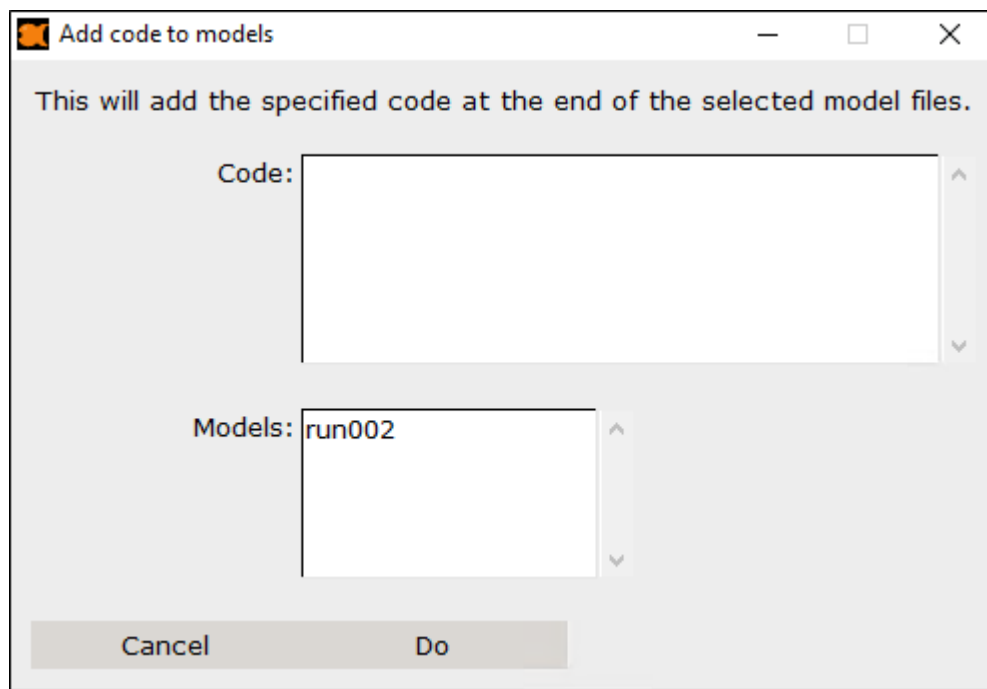 Add code to models
This will add the specified code at the end of the selected model files.
Code:
Models: run002
Cancel Do